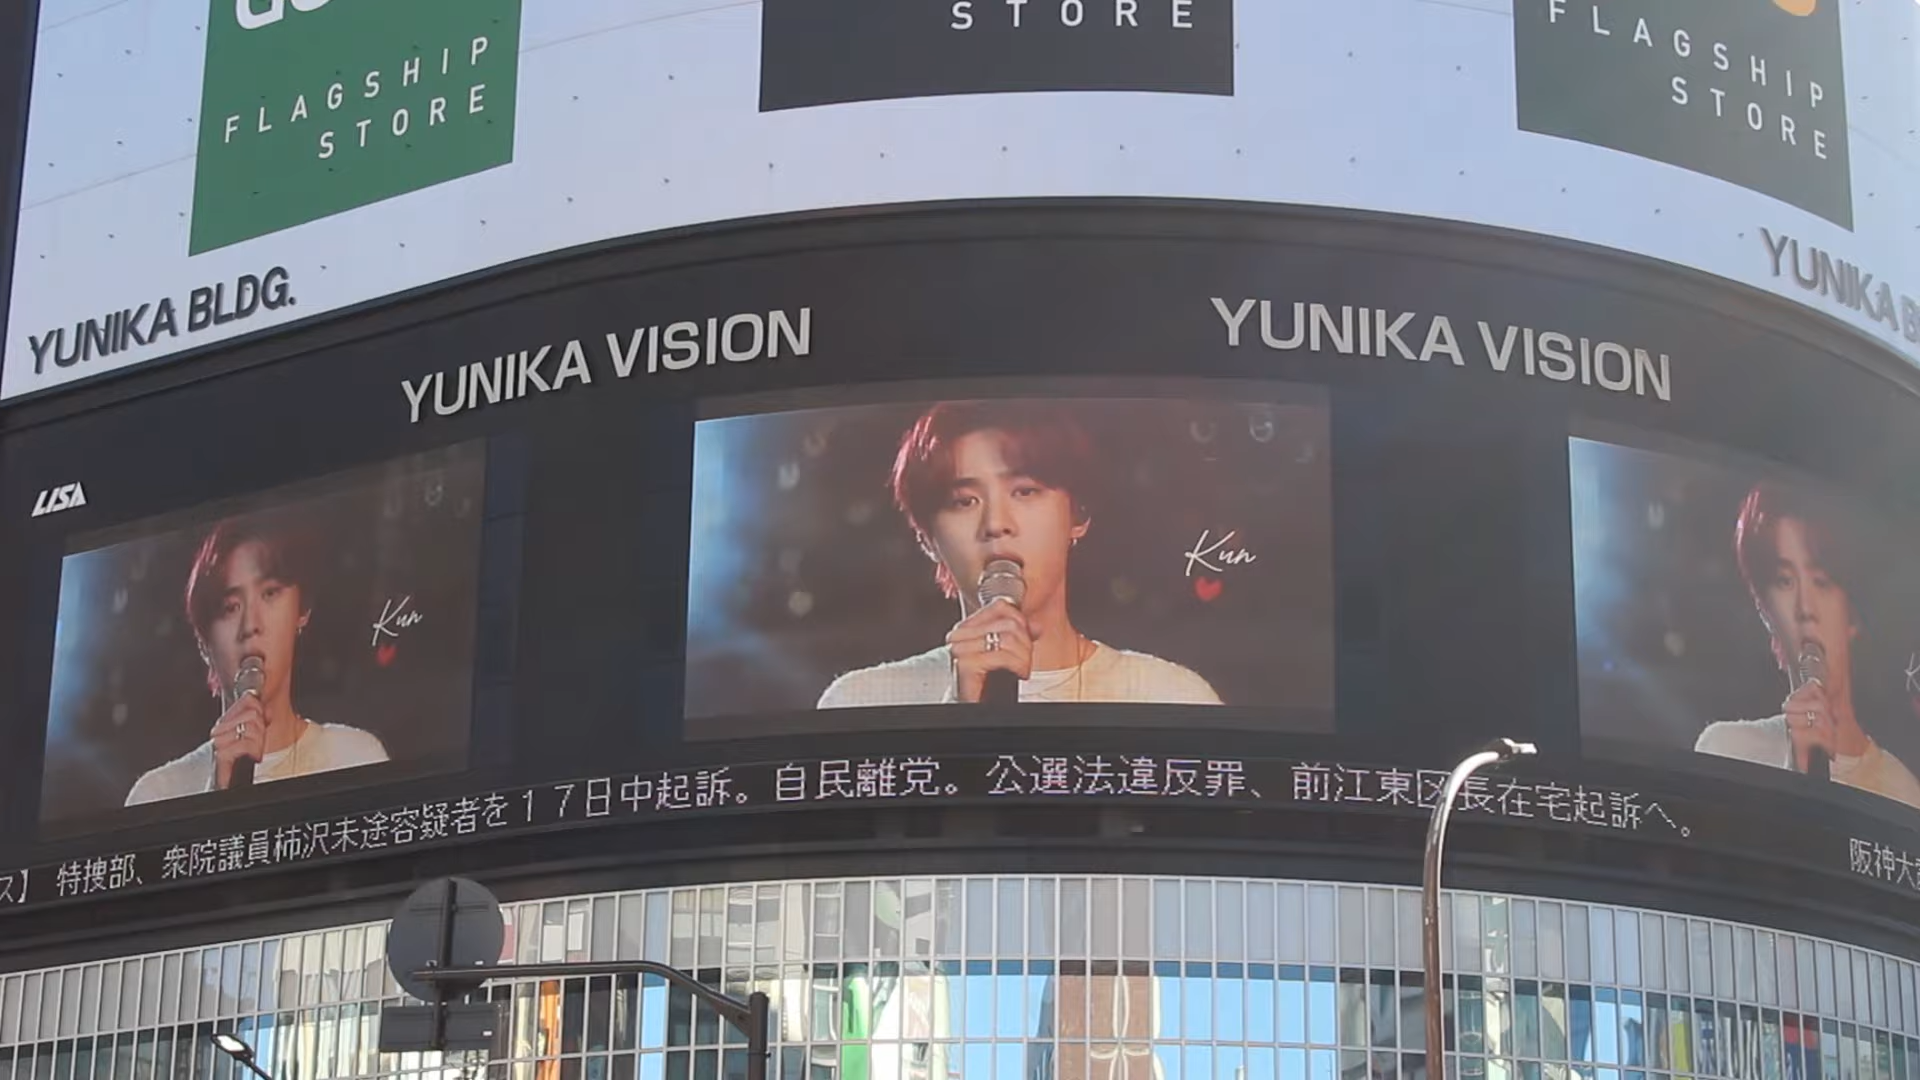 FLAGSHIP
STORE
STORE
FLAGSHIP
STORE
YUNIKA BLDG.
YUNIKA
YUNIKA VISION
YUNIKA VISION
LISA
Kun
Kun
ス】 特捜部、衆院議員柿沢未途容疑者を17日中起訴。自民離党。公選法違反罪、前江東区長在宅起訴へ。
阪神大